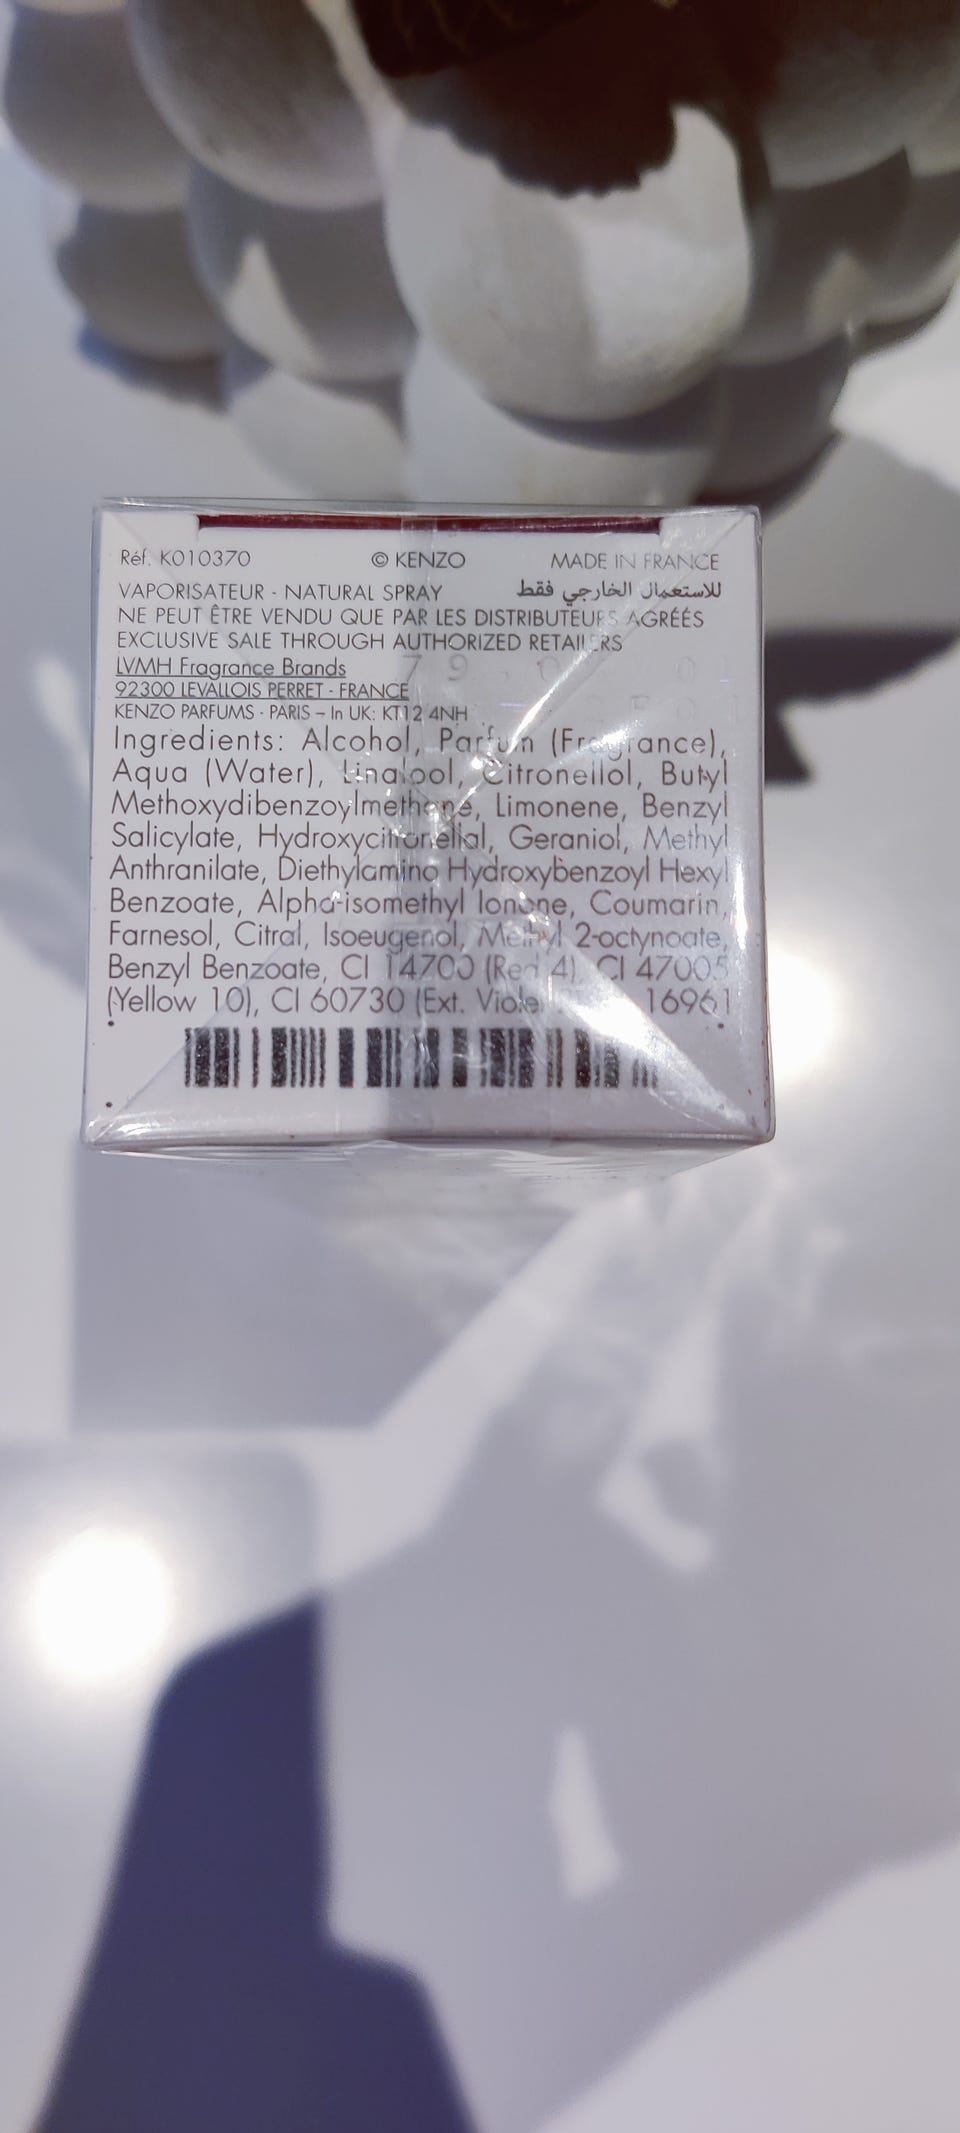 Réf. K010370 © KENZO MADE IN FRANCE
VAPORISATEUR - NATURAL SPRAY للاستعمال الخارجي فقط
NE PEUT ÊTRE VENDU QUE PAR LES DISTRIBUTEURS AGRÉÉS
EXCLUSIVE SALE THROUGH AUTHORIZED RETAILERS
LVMH Fragrance Brands
92300 LEVALLOIS PERRET - FRANCE
KENZO PARFUMS - PARIS – In UK: KT12 4NH
Ingredients: Alcohol, Parfum (Fragrance),
Aqua (Water), Linalool, Citronellol, Butyl
Methoxydibenzoylmethane, Limonene, Benzyl
Salicylate, Hydroxycitronellal, Geraniol, Methyl
Anthranilate, Diethylamino Hydroxybenzoyl Hexyl
Benzoate, Alpha-isomethyl Ionone, Coumarin,
Farnesol, Citral, Isoeugenol, Methyl 2-octynoate,
Benzyl Benzoate, CI 14700 (Red 4), CI 47005
(Yellow 10), CI 60730 (Ext. 16961